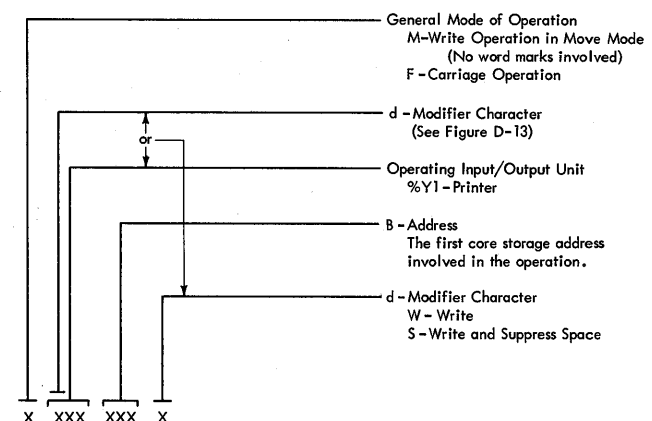 General Mode of Operation
M-Write Operation in Move Mode
(No word marks involved)
F - Carriage Operation
d - Modifier Character
(See Figure D-13)
or
Operating Input/Output Unit
%Y1 - Printer
B - Address
The first core storage address
involved in the operation.
d - Modifier Character
W - Write
S - Write and Suppress Space
X XXX XXX X